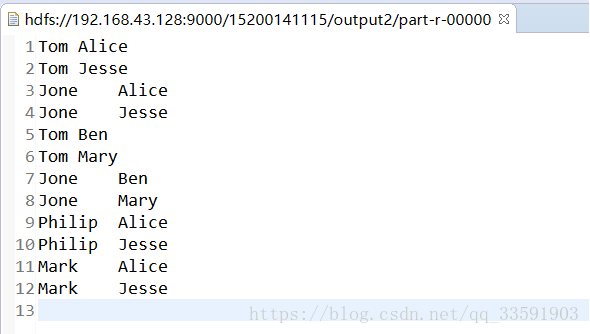 hdfs://192.168.43.128:9000/15200141115/output2/part-r-00000
1 Tom Alice
2 Tom Jesse
3 Jone Alice
4 Jone Jesse
5 Tom Ben
6 Tom Mary
7 Jone Ben
8 Jone Mary
9 Philip Alice
10 Philip Jesse
11 Mark Alice
12 Mark Jesse
13
https://blog.csdn.net/qq_33591903